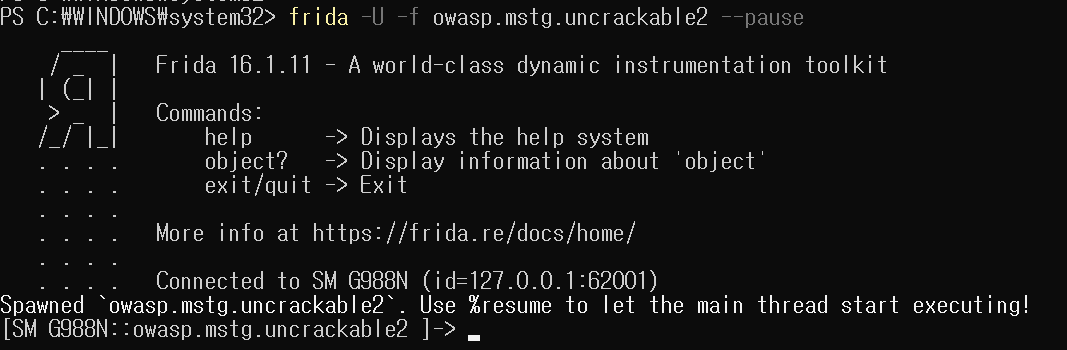 PS C:₩WINDOWS₩system32> frida -U -f owasp.mstg.uncrackable2 --pause
     ____
    / _  |   Frida 16.1.11 - A world-class dynamic instrumentation toolkit
   | (_| |
    > _  |   Commands:
   /_/ |_|       help      -> Displays the help system
   . . . .       object?   -> Display information about 'object'
   . . . .       exit/quit -> Exit
   . . . .
   . . . .   More info at https://frida.re/docs/home/
   . . . .
   . . . .   Connected to SM G988N (id=127.0.0.1:62001)
Spawned `owasp.mstg.uncrackable2`. Use %resume to let the main thread start executing!
[SM G988N::owasp.mstg.uncrackable2 ]->